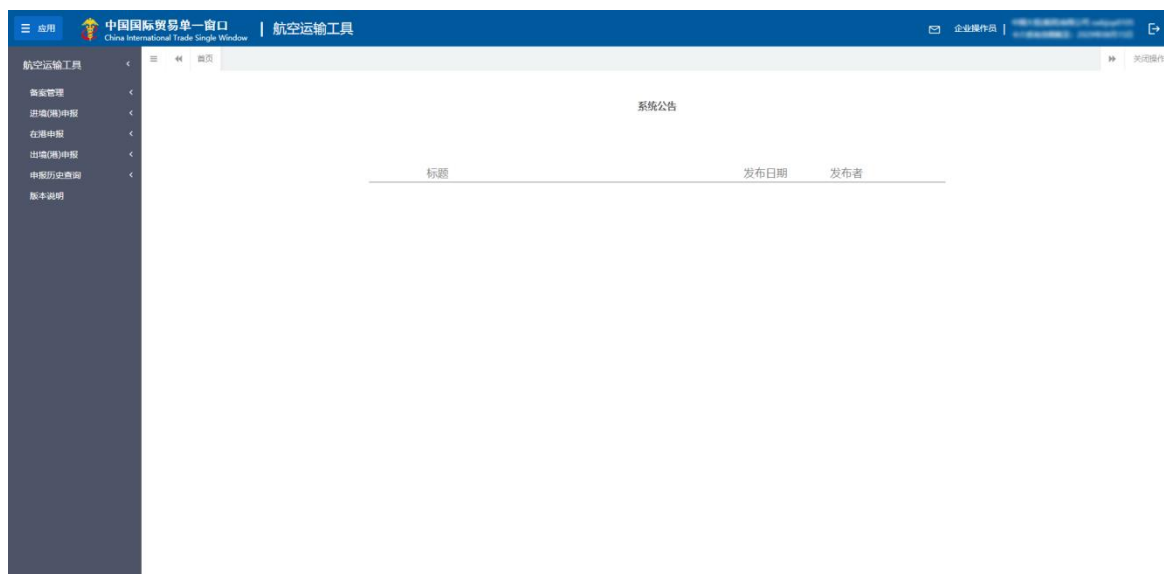 应用
中国国际贸易单一窗口
China International Trade Single Window
航空运输工具
企业操作员
航空运输工具
首页
关闭操作
备案管理
进境(港)申报
在港申报
出境(港)申报
申报历史查询
版本说明
系统公告
标题 发布日期 发布者